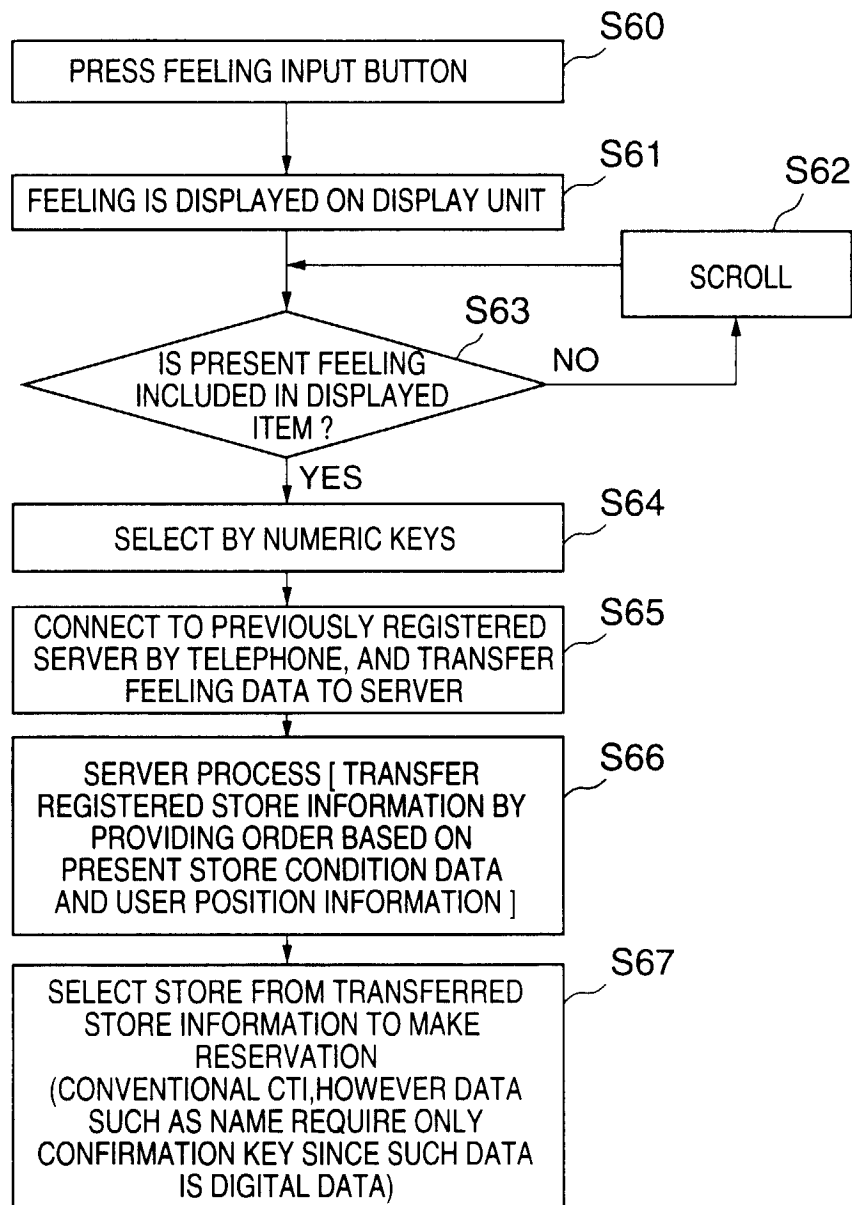 S60
PRESS FEELING INPUT BUTTON
S61
FEELING IS DISPLAYED ON DISPLAY UNIT
S62
SCROLL
S63
IS PRESENT FEELING
INCLUDED IN DISPLAYED
ITEM ?
NO
YES
S64
SELECT BY NUMERIC KEYS
S65
CONNECT TO PREVIOUSLY REGISTERED
SERVER BY TELEPHONE, AND TRANSFER
FEELING DATA TO SERVER
S66
SERVER PROCESS [ TRANSFER
REGISTERED STORE INFORMATION BY
PROVIDING ORDER BASED ON
PRESENT STORE CONDITION DATA
AND USER POSITION INFORMATION ]
S67
SELECT STORE FROM TRANSFERRED
STORE INFORMATION TO MAKE
RESERVATION
(CONVENTIONAL CTI,HOWEVER DATA
SUCH AS NAME REQUIRE ONLY
CONFIRMATION KEY SINCE SUCH DATA
IS DIGITAL DATA)